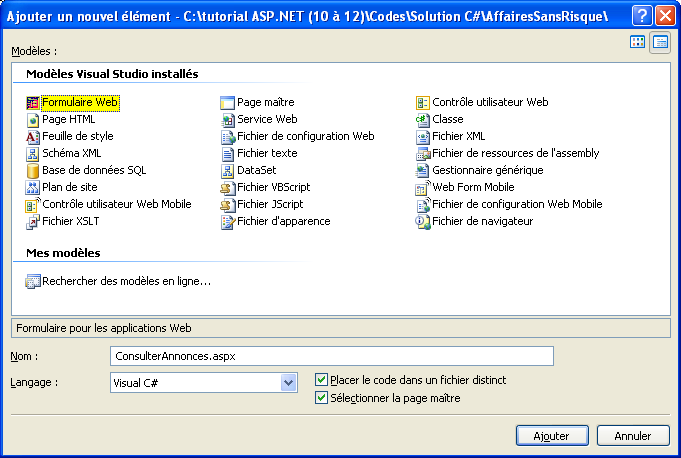 Ajouter un nouvel élément - C:\tutorial ASP.NET (10 à 12)\Codes\Solution C#\AffairesSansRisque\
Modèles :
Modèles Visual Studio installés
Formulaire Web Page maître Contrôle utilisateur Web
Page HTML Service Web Classe
Feuille de style Fichier de configuration Web Fichier XML
Schéma XML Fichier texte Fichier de ressources de l'assembly
Base de données SQL DataSet Gestionnaire générique
Plan de site Fichier VBScript Web Form Mobile
Contrôle utilisateur Web Mobile Fichier JScript Fichier de configuration Web Mobile
Fichier XSLT Fichier d'apparence Fichier de navigateur
Mes modèles
Rechercher des modèles en ligne...
Formulaire pour les applications Web
Nom : ConsulterAnnonces.aspx
Langage : Visual C# Placer le code dans un fichier distinct
Sélectionner la page maître
Ajouter Annuler